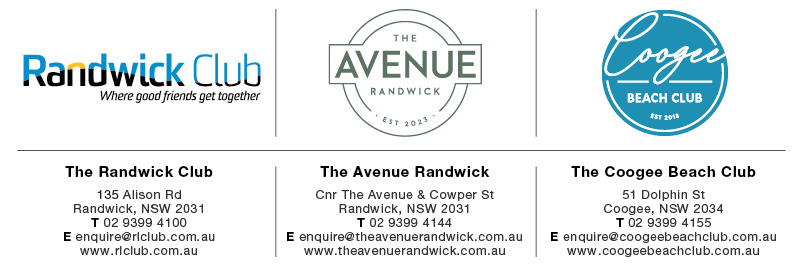 Randwick Club
Where good friends get together
THE
AVENUE
RANDWICK
· EST 2023 ·
Coogee
BEACH CLUB
EST 2018
The Randwick Club
135 Alison Rd
Randwick, NSW 2031
T 02 9399 4100
E enquire@rlclub.com.au
www.rlclub.com.au
The Avenue Randwick
Cnr The Avenue & Cowper St
Randwick, NSW 2031
T 02 9399 4144
E enquire@theavenuerandwick.com.au
www.theavenuerandwick.com.au
The Coogee Beach Club
51 Dolphin St
Coogee, NSW 2034
T 02 9399 4155
E enquire@coogeebeachclub.com.au
www.coogeebeachclub.com.au